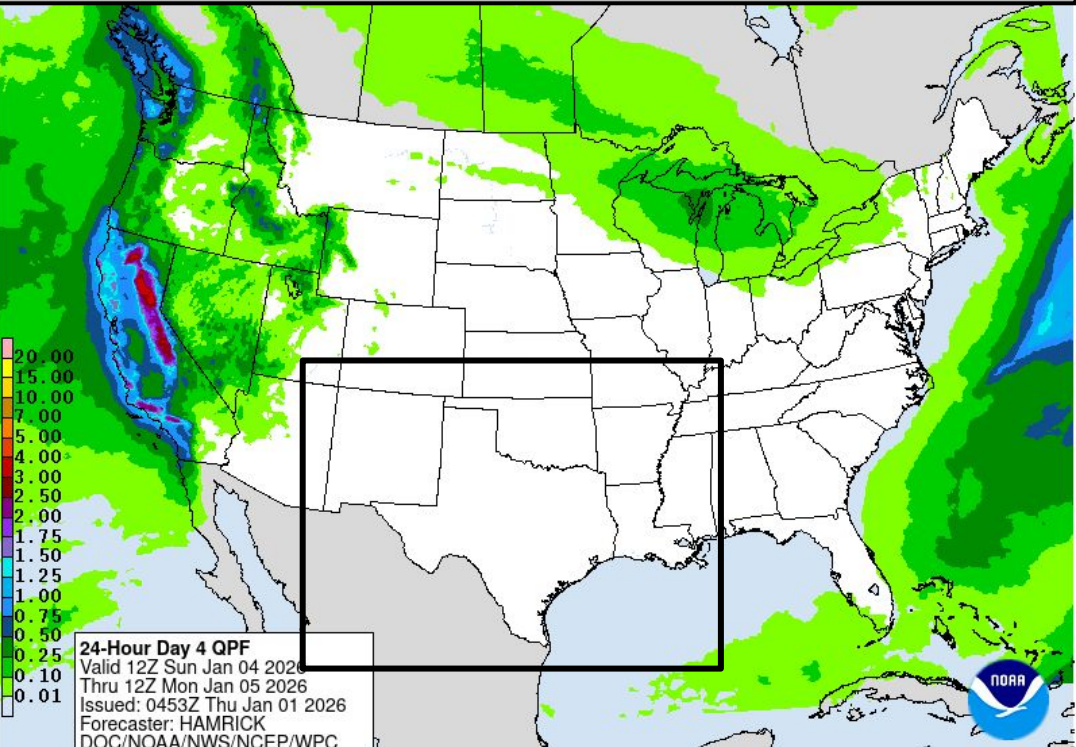 20.00
15.00
10.00
7.00
5.00
4.00
3.00
2.50
2.00
1.75
1.50
1.25
1.00
0.75
0.50
0.25
0.10
0.01
24-Hour Day 4 QPF
Valid 12Z Sun Jan 04 2026
Thru 12Z Mon Jan 05 2026
Issued: 0453Z Thu Jan 01 2026
Forecaster: HAMRICK
DOC/NOAA/NWS/NCEP/WPC
NOAA